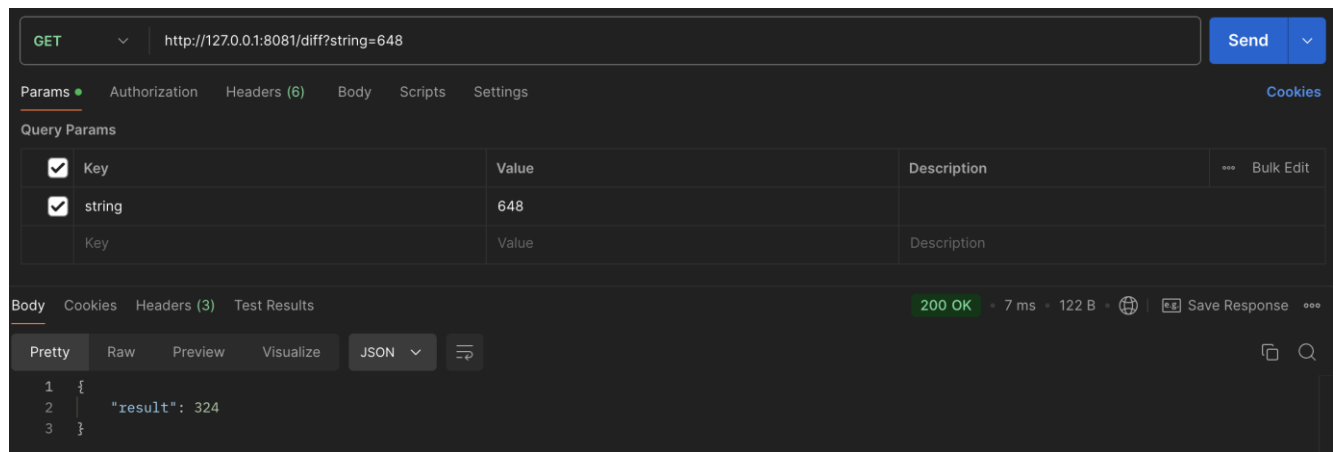 GET http://127.0.0.1:8081/diff?string=648 Send
Params Authorization Headers (6) Body Scripts Settings Cookies
Query Params
Key Value Description Bulk Edit
string 648
Key Value Description
Body Cookies Headers (3) Test Results 200 OK 7 ms 122 B e.g. Save Response
Pretty Raw Preview Visualize JSON
1 {
2 "result": 324
3 }